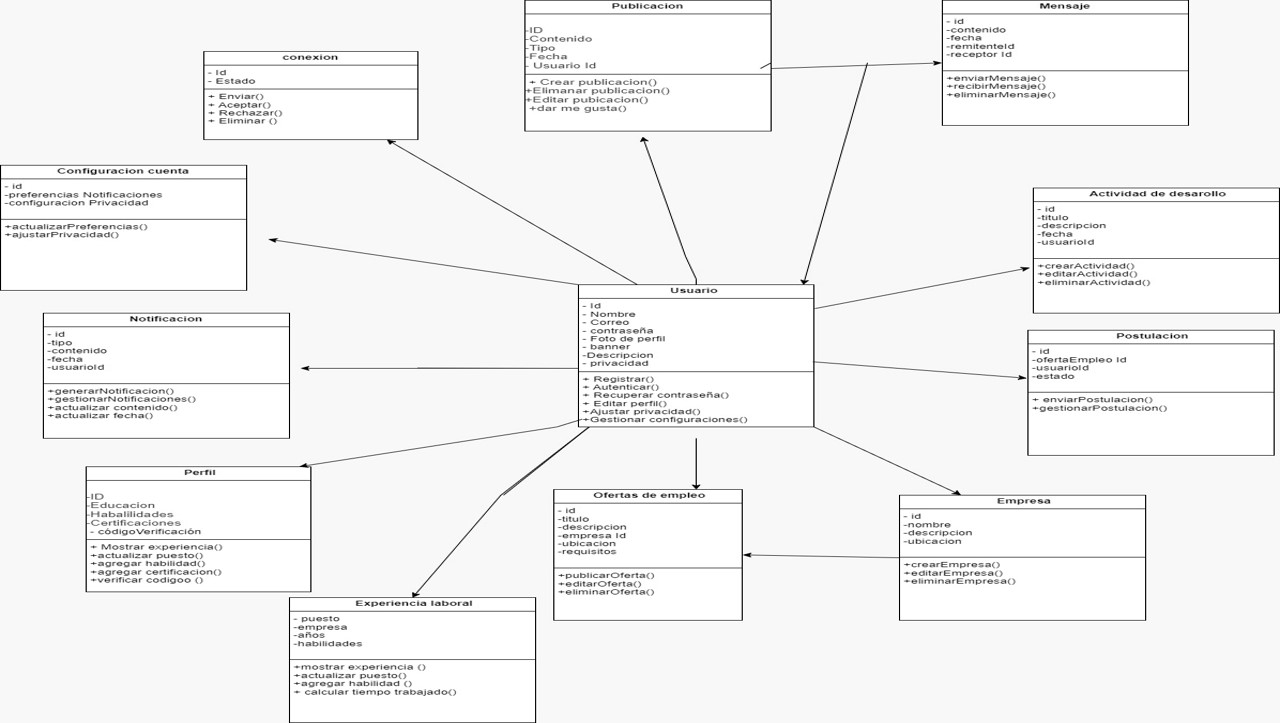 Publicacion
-ID
-Contenido
-Tipo
-Fecha
- Usuario Id
+ Crear publicacion()
+Elimanar publicacion()
+Editar pubicacion()
+dar me gusta()
Mensaje
- id
-contenido
-fecha
-remitenteId
-receptor Id
+enviarMensaje()
+recibirMensaje()
+eliminarMensaje()
conexion
- Id
- Estado
+ Enviar()
+ Aceptar()
+ Rechazar()
+ Eliminar ()
Configuracion cuenta
- id
-preferencias Notificaciones
-configuracion Privacidad
+actualizarPreferencias()
+ajustarPrivacidad()
Actividad de desarollo
- id
-titulo
-descripcion
-fecha
-usuarioId
+crearActividad()
+editarActividad()
+eliminarActividad()
Usuario
- Id
- Nombre
- Correo
- contraseña
- Foto de perfil
- banner
-Descripcion
- privacidad
+ Registrar()
+ Autenticar()
+ Recuperar contraseña()
+ Editar perfil()
+Ajustar privacidad()
+Gestionar configuraciones()
Notificacion
- id
-tipo
-contenido
-fecha
-usuarioId
+generarNotificacion()
+gestionarNotificaciones()
+actualizar contenido()
+actualizar fecha()
Postulacion
- id
-ofertaEmpleo Id
-usuarioId
-estado
+ enviarPostulacion()
+gestionarPostulacion()
Perfil
-ID
-Educacion
-Habalilidades
-Certificaciones
- códigoVerificación
+ Mostrar experiencia()
+actualizar puesto()
+agregar habilidad()
+agregar certificacion()
+verificar codigoo ()
Ofertas de empleo
- id
-titulo
-descripcion
-empresa Id
-ubicacion
-requisitos
+publicarOferta()
+editarOferta()
+eliminarOferta()
Empresa
- id
-nombre
-descripcion
-ubicacion
+crearEmpresa()
+editarEmpresa()
+eliminarEmpresa()
Experiencia laboral
- puesto
-empresa
-años
-habilidades
+mostrar experiencia ()
+actualizar puesto()
+agregar habilidad ()
+ calcular tiempo trabajado()